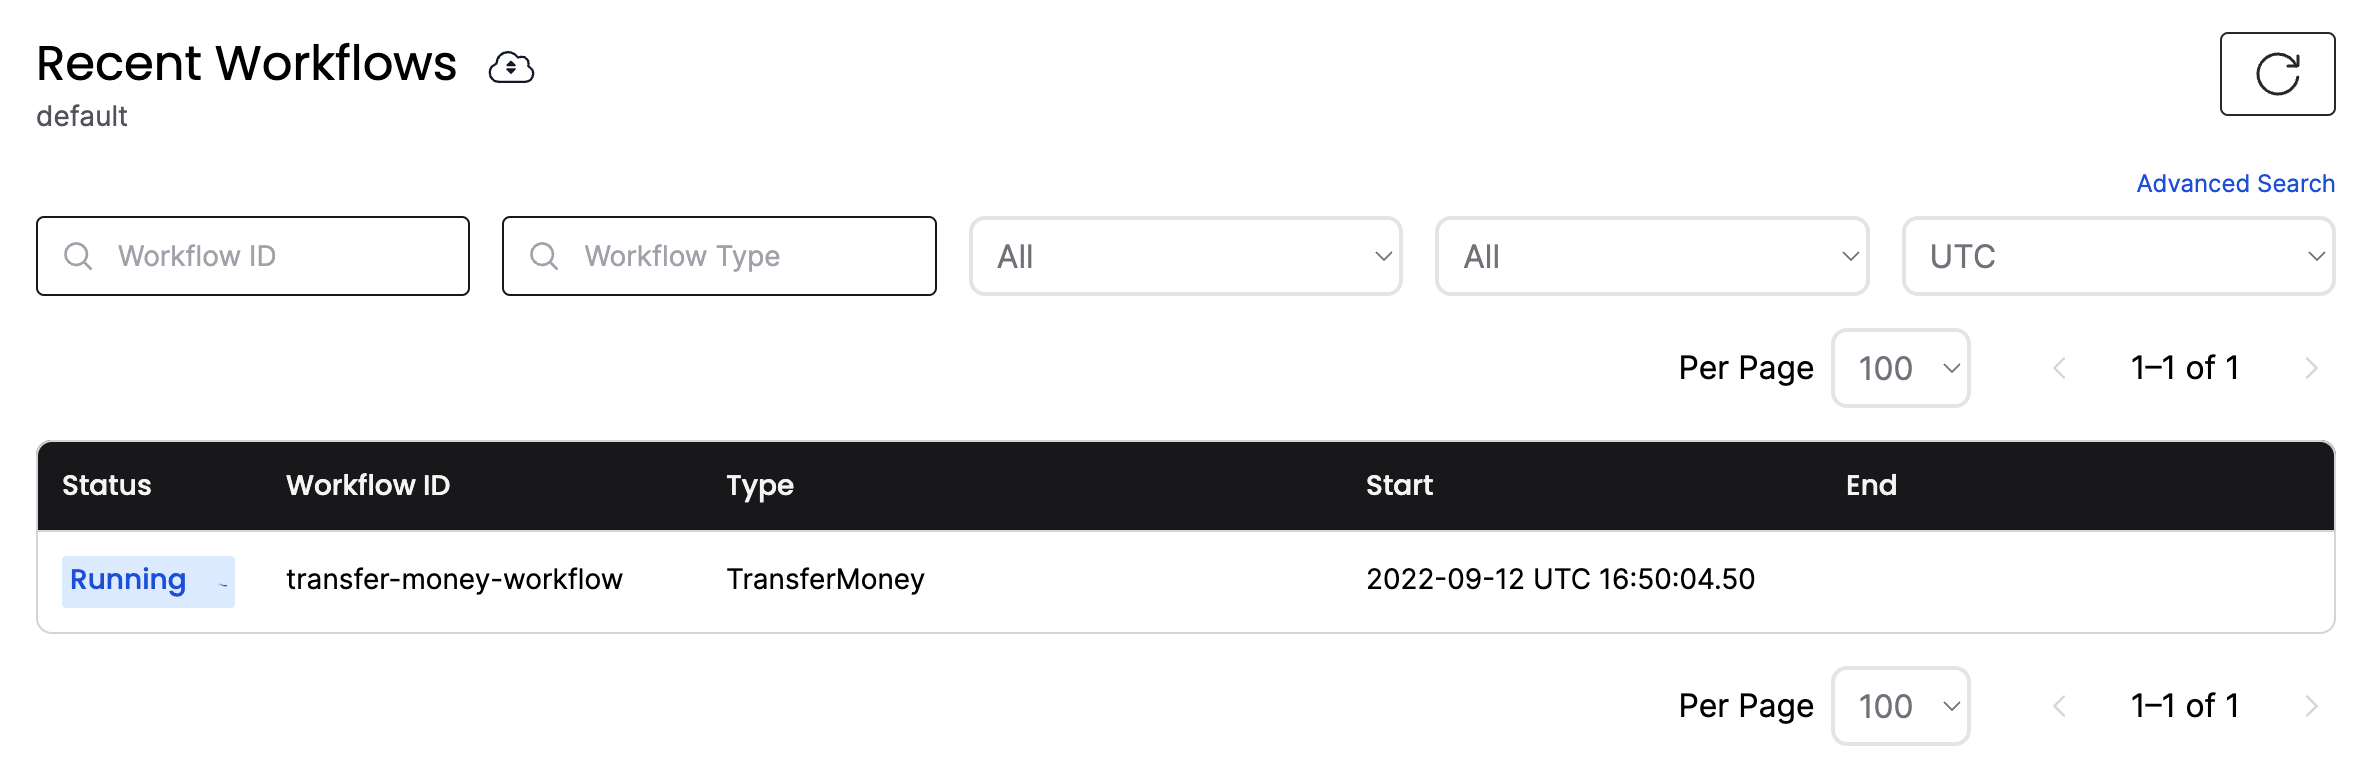 Recent Workflows
default
Advanced Search
Workflow ID
Workflow Type
All
All
UTC
Per Page 100 1–1 of 1
Status Workflow ID Type Start End
Running transfer-money-workflow TransferMoney 2022-09-12 UTC 16:50:04.50
Per Page 100 1–1 of 1